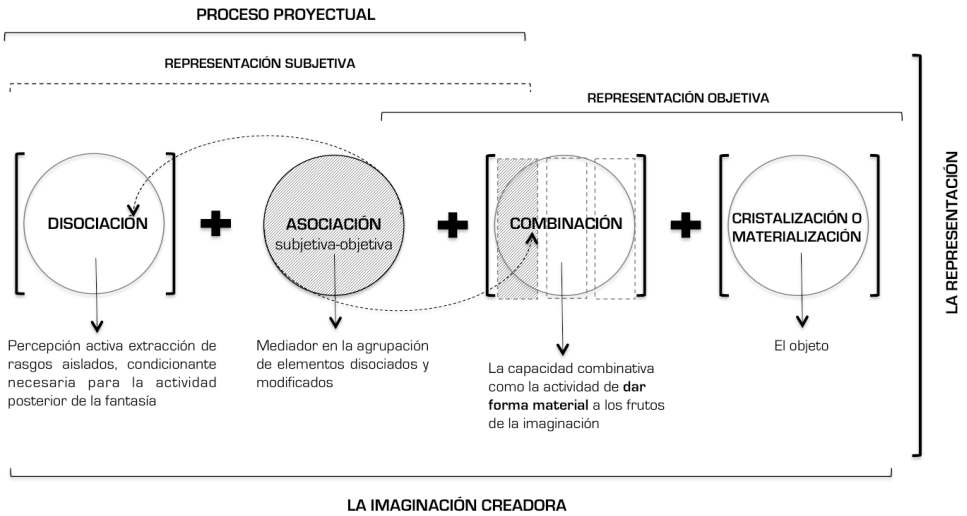 PROCESO PROYECTUAL
REPRESENTACIÓN SUBJETIVA
REPRESENTACIÓN OBJETIVA
DISOCIACIÓN
ASOCIACIÓN
subjetiva-objetiva
COMBINACIÓN
CRISTALIZACIÓN O
MATERIALIZACIÓN
Percepción activa extracción de
rasgos aislados, condicionante
necesaria para la actividad
posterior de la fantasía
Mediador en la agrupación
de elementos disociados y
modificados
La capacidad combinativa
como la actividad de dar
forma material a los frutos
de la imaginación
El objeto
LA REPRESENTACIÓN
LA IMAGINACIÓN CREADORA